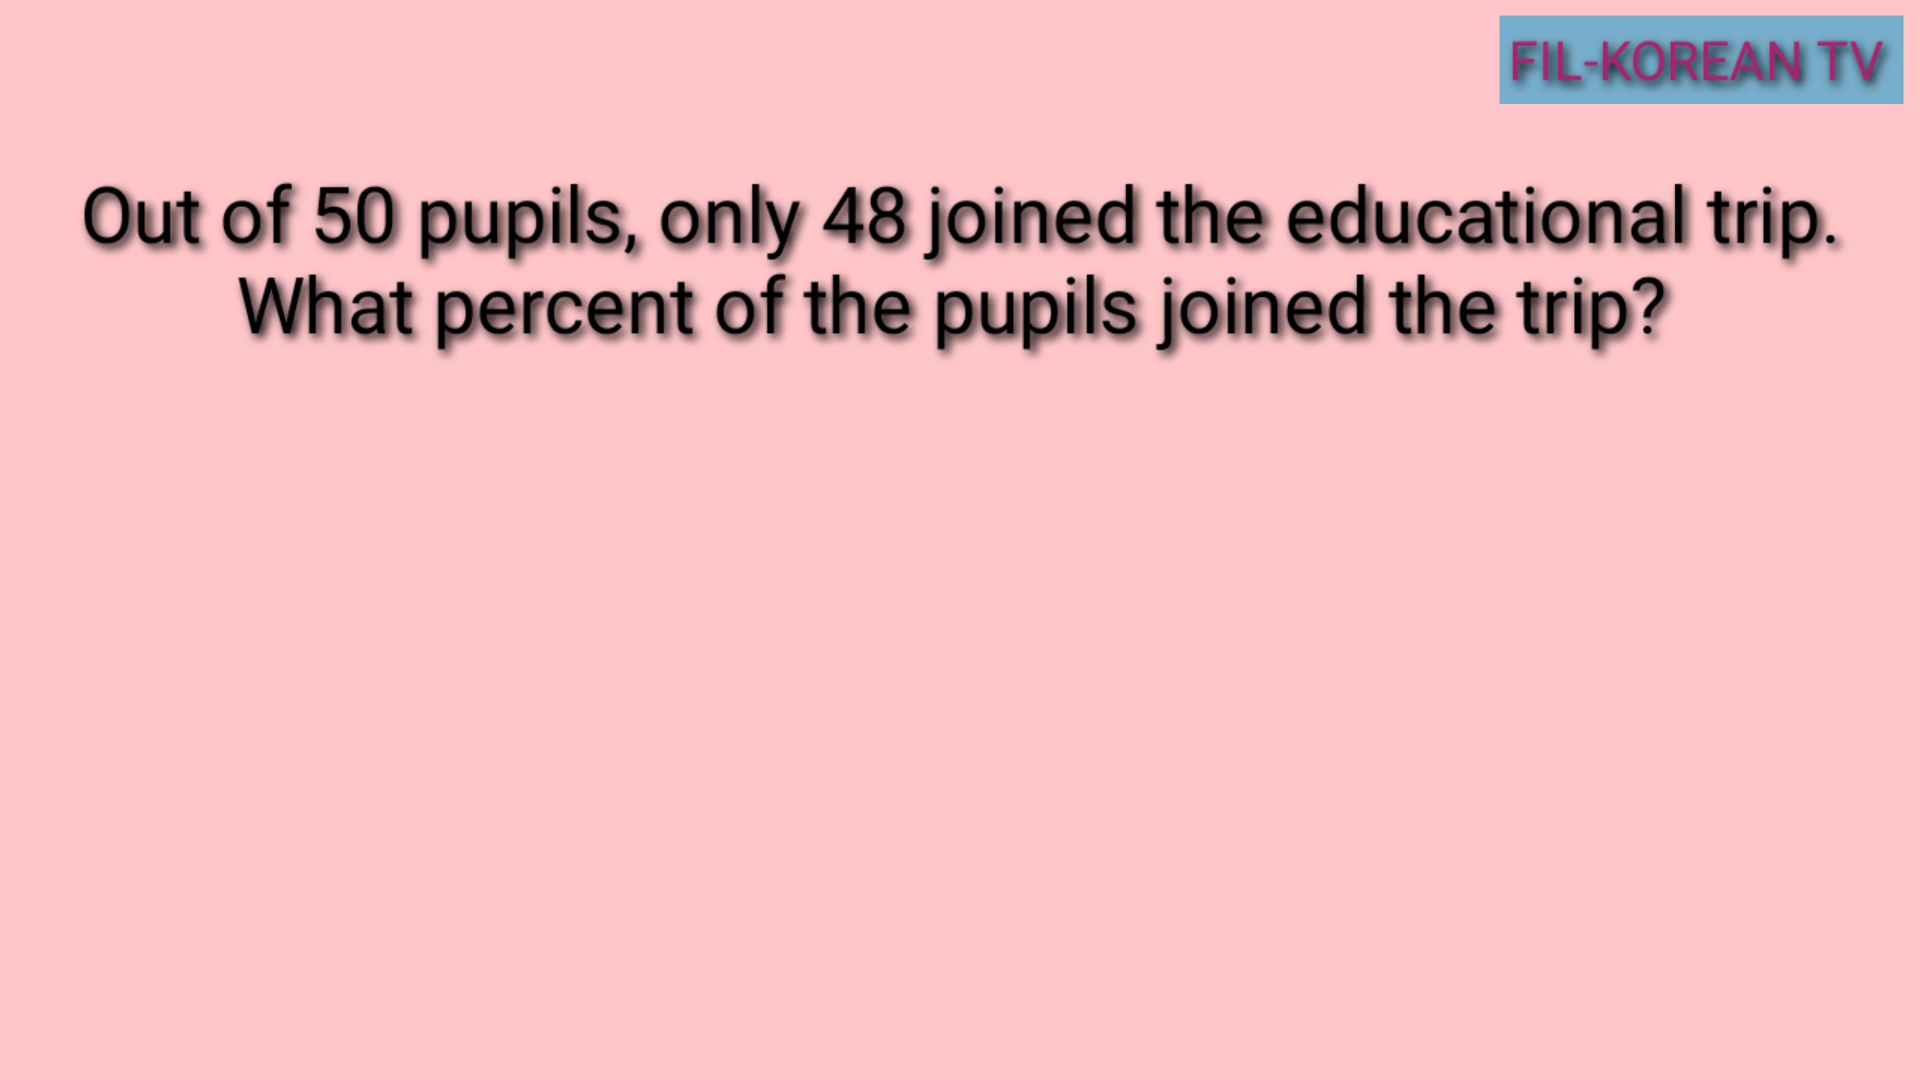 FIL-KOREAN TV
Out of 50 pupils, only 48 joined the educational trip.
What percent of the pupils joined the trip?